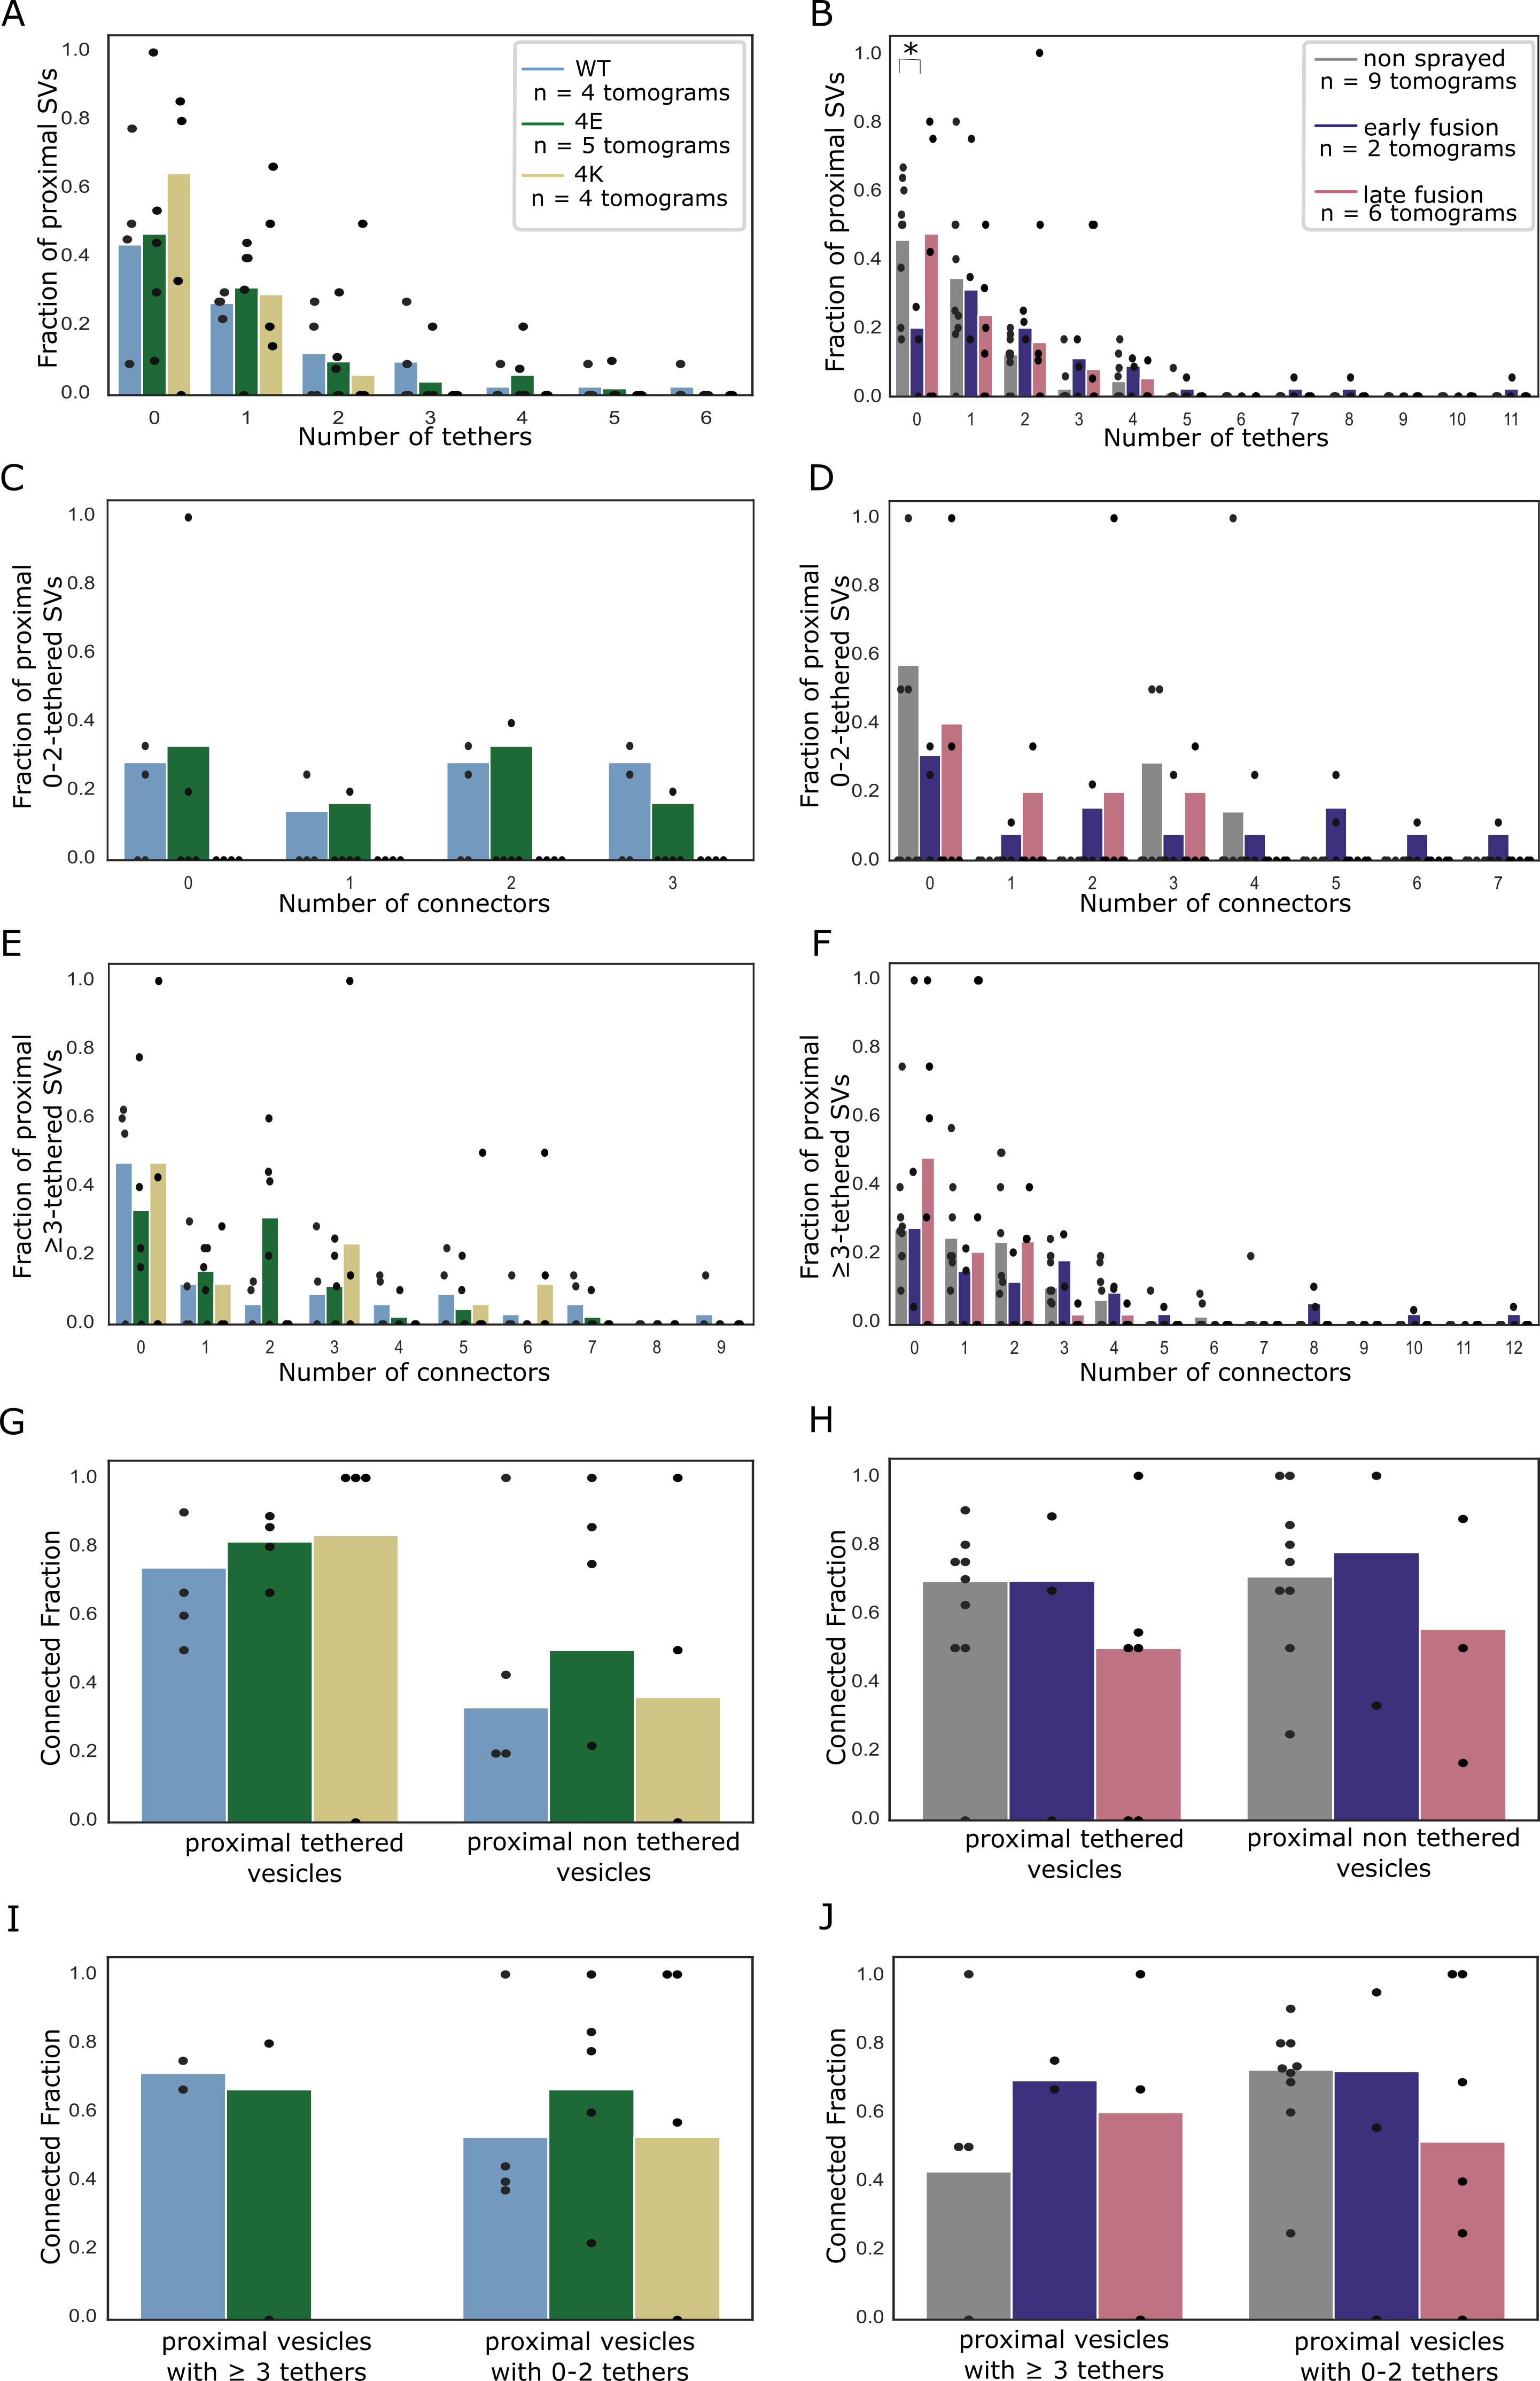 A
Fraction of proximal SVs
1.0
0.8
0.6
0.4
0.2
0.0
WT
n = 4 tomograms
4E
n = 5 tomograms
4K
n = 4 tomograms
0 1 2 3 4 5 6
Number of tethers
B
Fraction of proximal SVs
1.0
0.8
0.6
0.4
0.2
0.0
*
non sprayed
n = 9 tomograms
early fusion
n = 2 tomograms
late fusion
n = 6 tomograms
0 1 2 3 4 5 6 7 8 9 10 11
Number of tethers
C
Fraction of proximal
0-2-tethered SVs
1.0
0.8
0.6
0.4
0.2
0.0
0 1 2 3
Number of connectors
D
Fraction of proximal
0-2-tethered SVs
1.0
0.8
0.6
0.4
0.2
0.0
0 1 2 3 4 5 6 7
Number of connectors
E
Fraction of proximal
≥3-tethered SVs
1.0
0.8
0.6
0.4
0.2
0.0
0 1 2 3 4 5 6 7 8 9
Number of connectors
F
Fraction of proximal
≥3-tethered SVs
1.0
0.8
0.6
0.4
0.2
0.0
0 1 2 3 4 5 6 7 8 9 10 11 12
Number of connectors
G
Connected Fraction
1.0
0.8
0.6
0.4
0.2
0.0
proximal tethered
vesicles
proximal non tethered
vesicles
H
Connected Fraction
1.0
0.8
0.6
0.4
0.2
0.0
proximal tethered
vesicles
proximal non tethered
vesicles
I
Connected Fraction
1.0
0.8
0.6
0.4
0.2
0.0
proximal vesicles
with ≥ 3 tethers
proximal vesicles
with 0-2 tethers
J
Connected Fraction
1.0
0.8
0.6
0.4
0.2
0.0
proximal vesicles
with ≥ 3 tethers
proximal vesicles
with 0-2 tethers